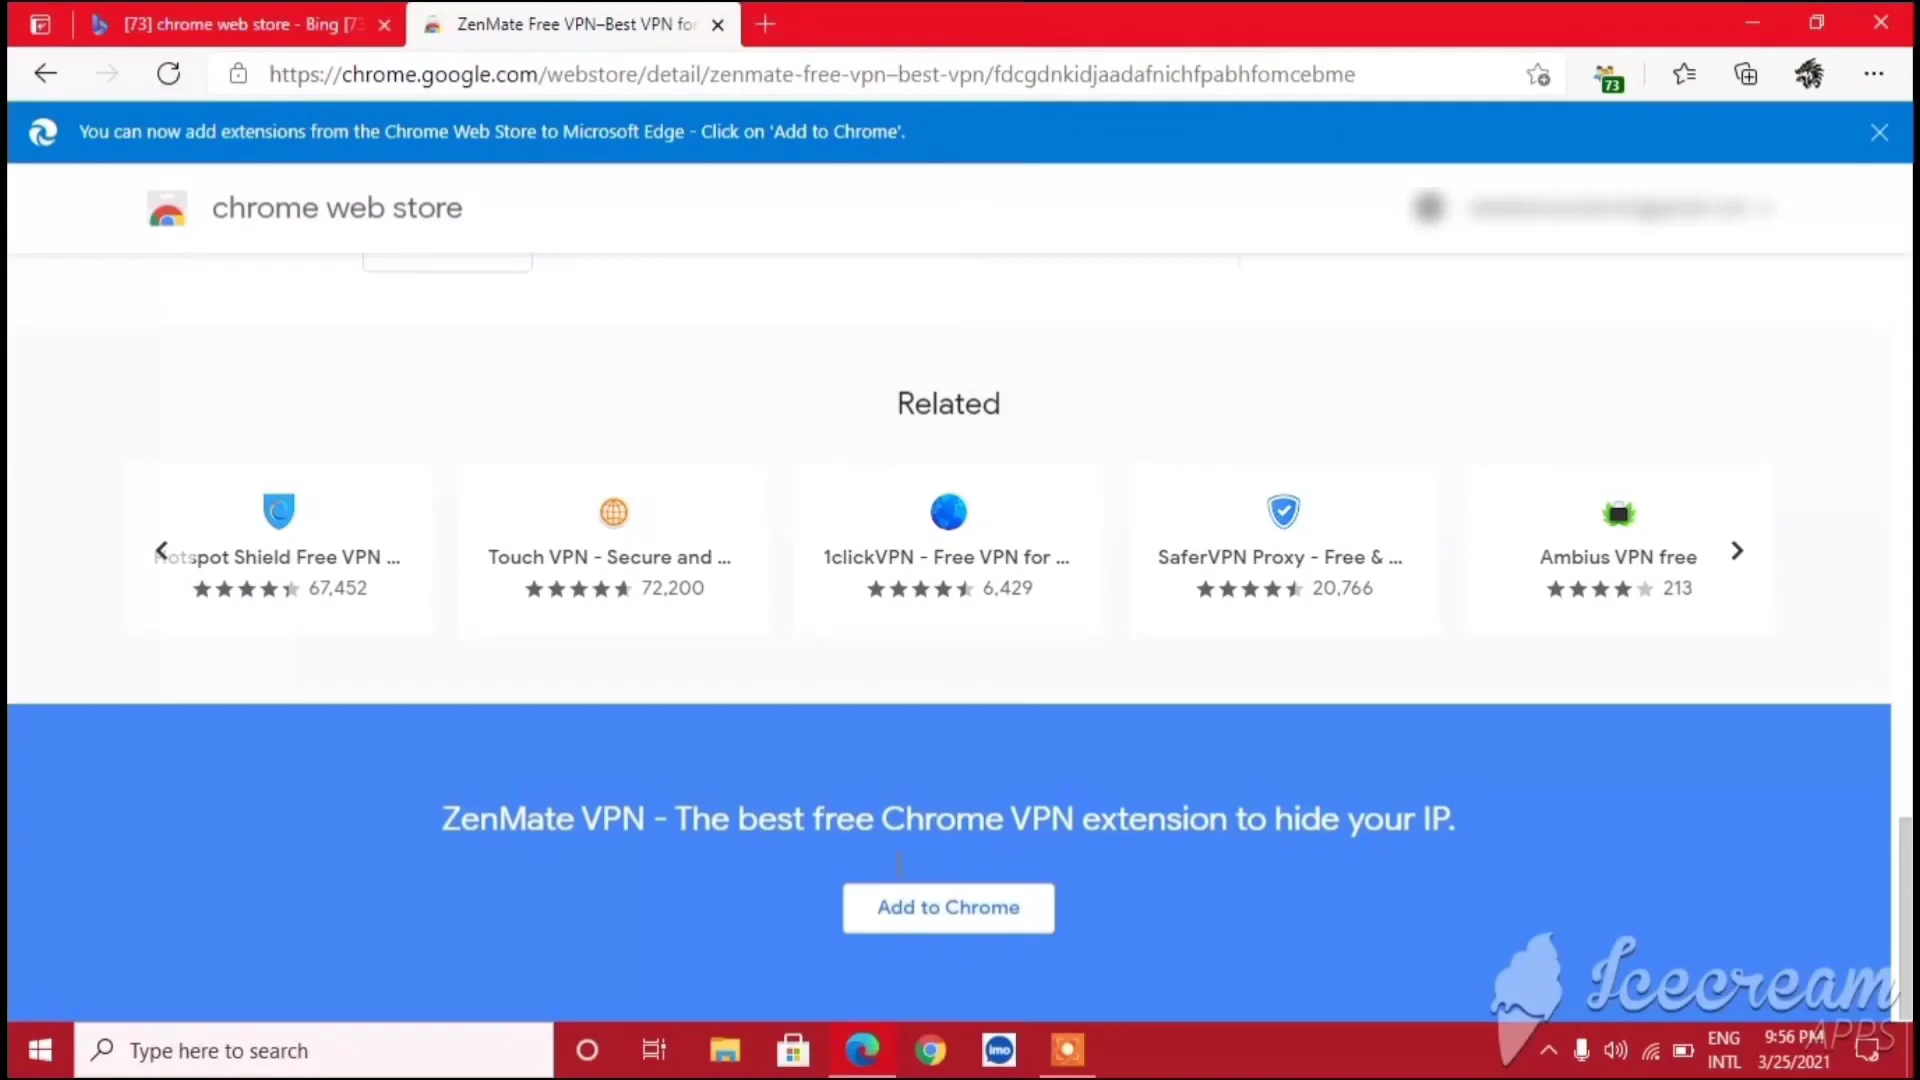 [73] chrome web store - Bing [73
ZenMate Free VPN–Best VPN for
https://chrome.google.com/webstore/detail/zenmate-free-vpn–best-vpn/fdcgdnkidjaadafnichfpabhfomcebme
73
You can now add extensions from the Chrome Web Store to Microsoft Edge - Click on 'Add to Chrome'.
chrome web store
Related
Hotspot Shield Free VPN ...
67,452
Touch VPN - Secure and ...
72,200
1clickVPN - Free VPN for ...
6,429
SaferVPN Proxy - Free & ...
20,766
Ambius VPN free
213
ZenMate VPN - The best free Chrome VPN extension to hide your IP.
Add to Chrome
Icecream
APPS
Type here to search
imo
ENG
INTL
9:56 PM
3/25/2021